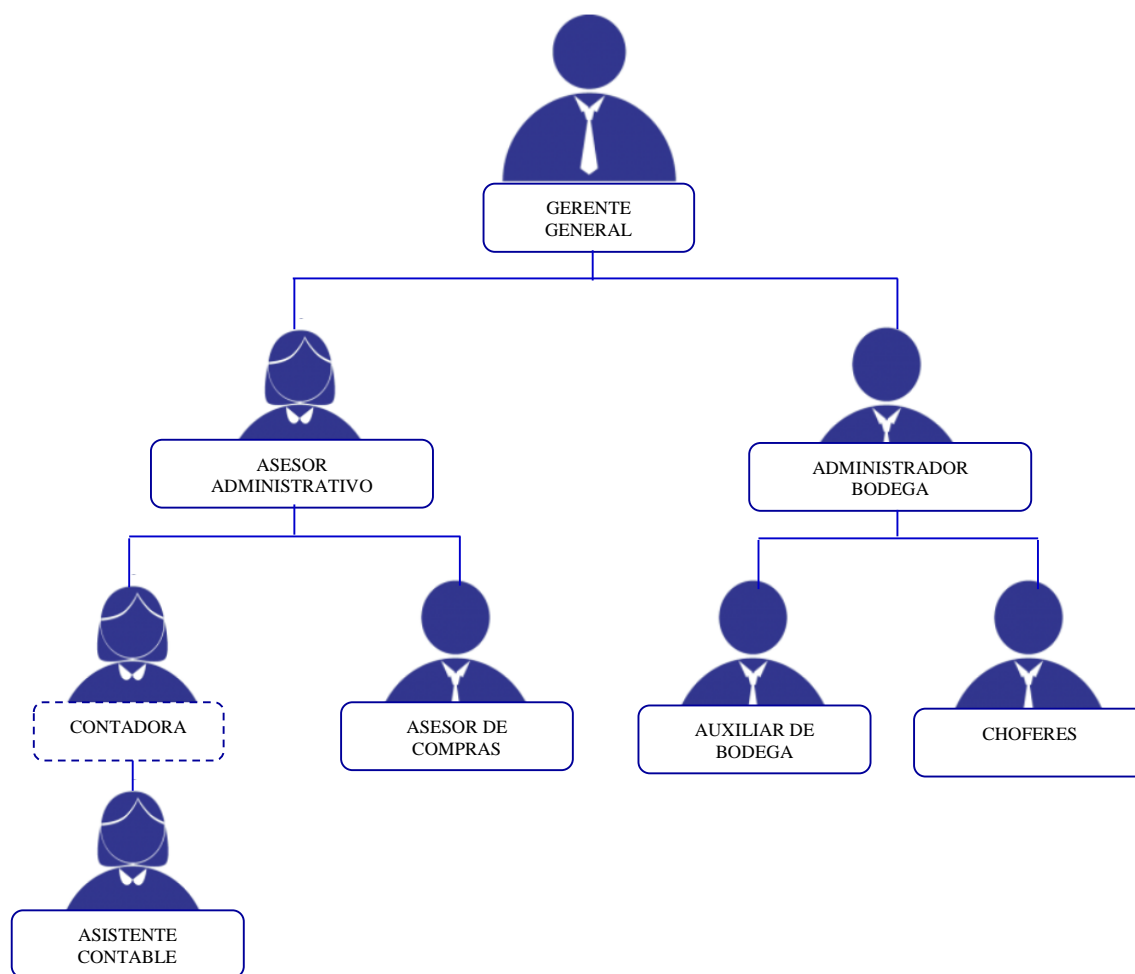 GERENTE
GENERAL
ASESOR
ADMINISTRATIVO
ADMINISTRADOR
BODEGA
CONTADORA
ASESOR DE
COMPRAS
AUXILIAR DE
BODEGA
CHOFERES
ASISTENTE
CONTABLE